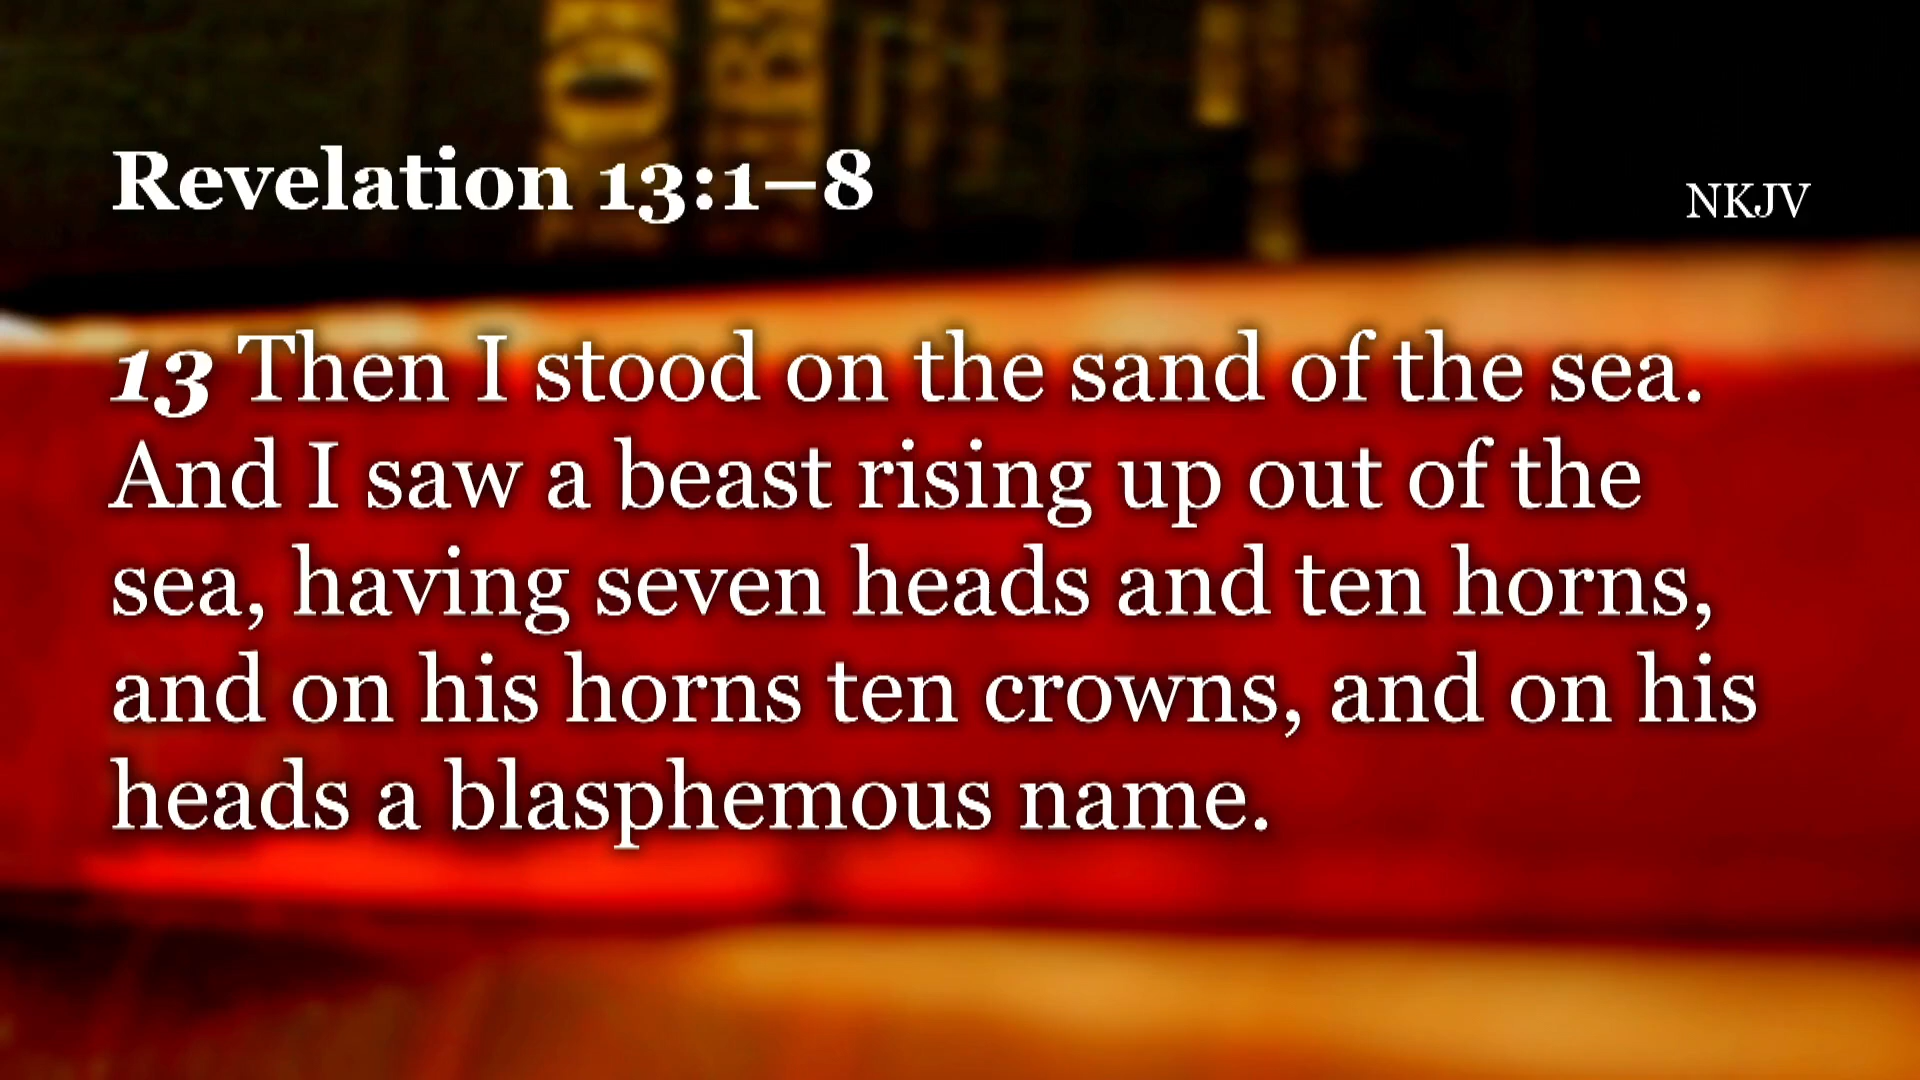 Revelation 13:1–8
NKJV
13 Then I stood on the sand of the sea.
And I saw a beast rising up out of the
sea, having seven heads and ten horns,
and on his horns ten crowns, and on his
heads a blasphemous name.